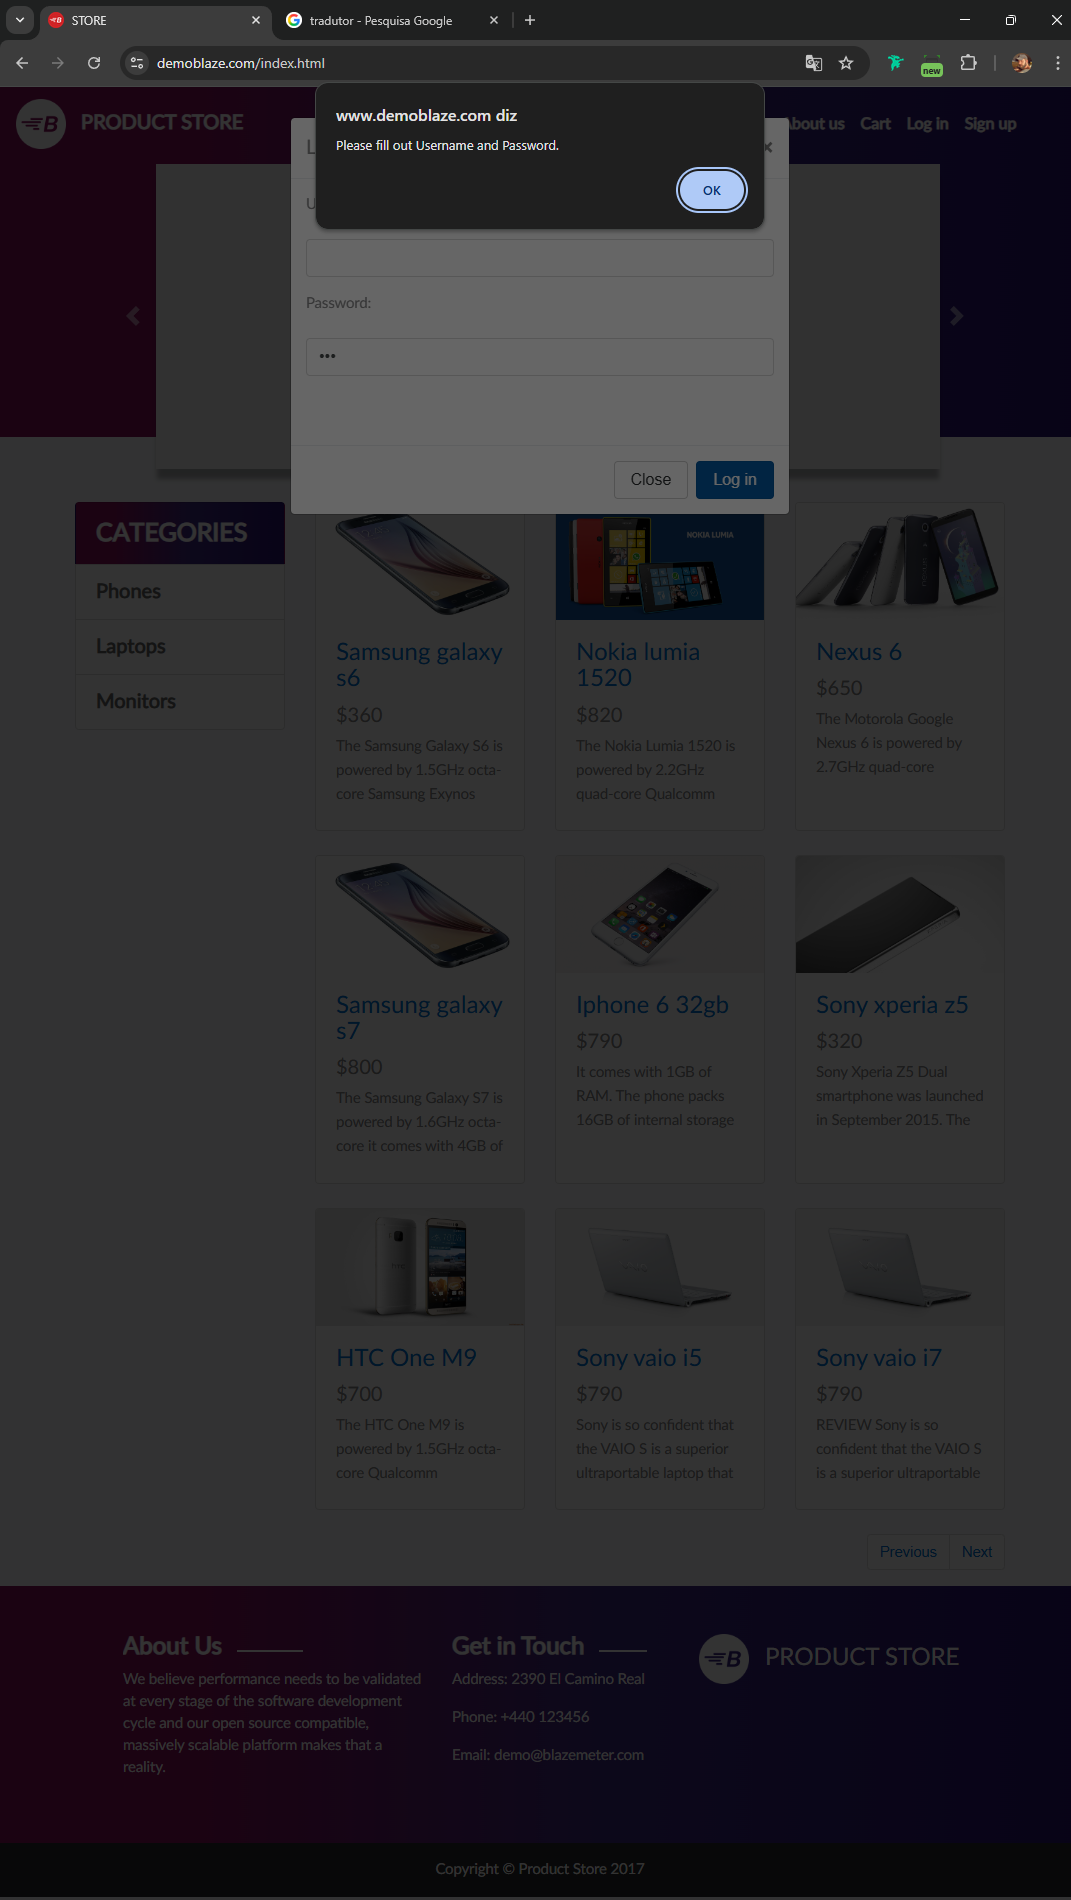 STORE
tradutor - Pesquisa Google
demoblaze.com/index.html
new
www.demoblaze.com diz
Please fill out Username and Password.
OK
PRODUCT STORE
About us Cart Log in Sign up
Password:
•••
Close
Log in
CATEGORIES
Phones
Laptops
Monitors
NOKIA LUMIA
Samsung galaxy
s6
$360
The Samsung Galaxy S6 is
powered by 1.5GHz octa-
core Samsung Exynos
Nokia lumia
1520
$820
The Nokia Lumia 1520 is
powered by 2.2GHz
quad-core Qualcomm
Nexus 6
$650
The Motorola Google
Nexus 6 is powered by
2.7GHz quad-core
Samsung galaxy
s7
$800
The Samsung Galaxy S7 is
powered by 1.6GHz octa-
core it comes with 4GB of
Iphone 6 32gb
$790
It comes with 1GB of
RAM. The phone packs
16GB of internal storage
Sony xperia z5
$320
Sony Xperia Z5 Dual
smartphone was launched
in September 2015. The
HTC One M9
$700
The HTC One M9 is
powered by 1.5GHz octa-
core Qualcomm
Sony vaio i5
$790
Sony is so confident that
the VAIO S is a superior
ultraportable laptop that
Sony vaio i7
$790
REVIEW Sony is so
confident that the VAIO S
is a superior ultraportable
Previous
Next
About Us
We believe performance needs to be validated
at every stage of the software development
cycle and our open source compatible,
massively scalable platform makes that a
reality.
Get in Touch
Address: 2390 El Camino Real
Phone: +440 123456
Email: demo@blazemeter.com
PRODUCT STORE
Copyright © Product Store 2017